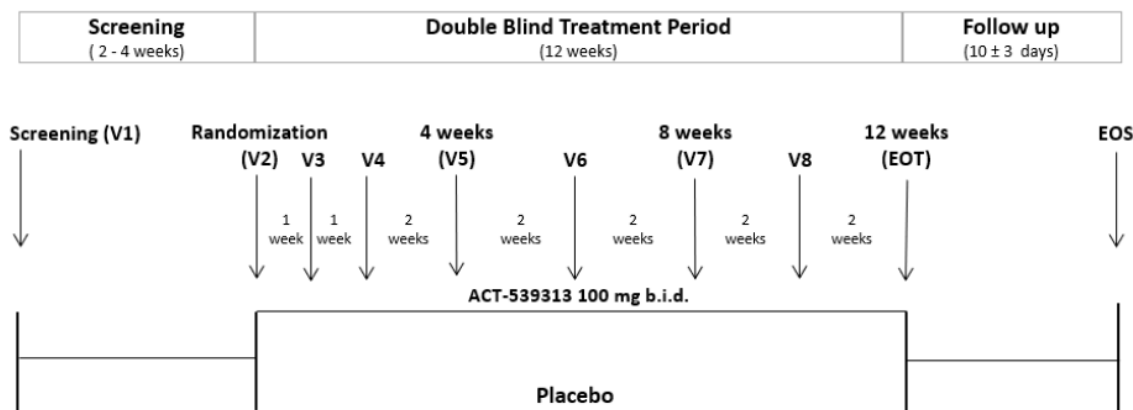 Screening
( 2 - 4 weeks)
Double Blind Treatment Period
(12 weeks)
Follow up
(10 ± 3 days)
Screening (V1)
Randomization
(V2)
V3
V4
4 weeks
(V5)
V6
8 weeks
(V7)
V8
12 weeks
(EOT)
EOS
1
week
1
week
2
weeks
2
weeks
2
weeks
2
weeks
2
weeks
ACT-539313 100 mg b.i.d.
Placebo